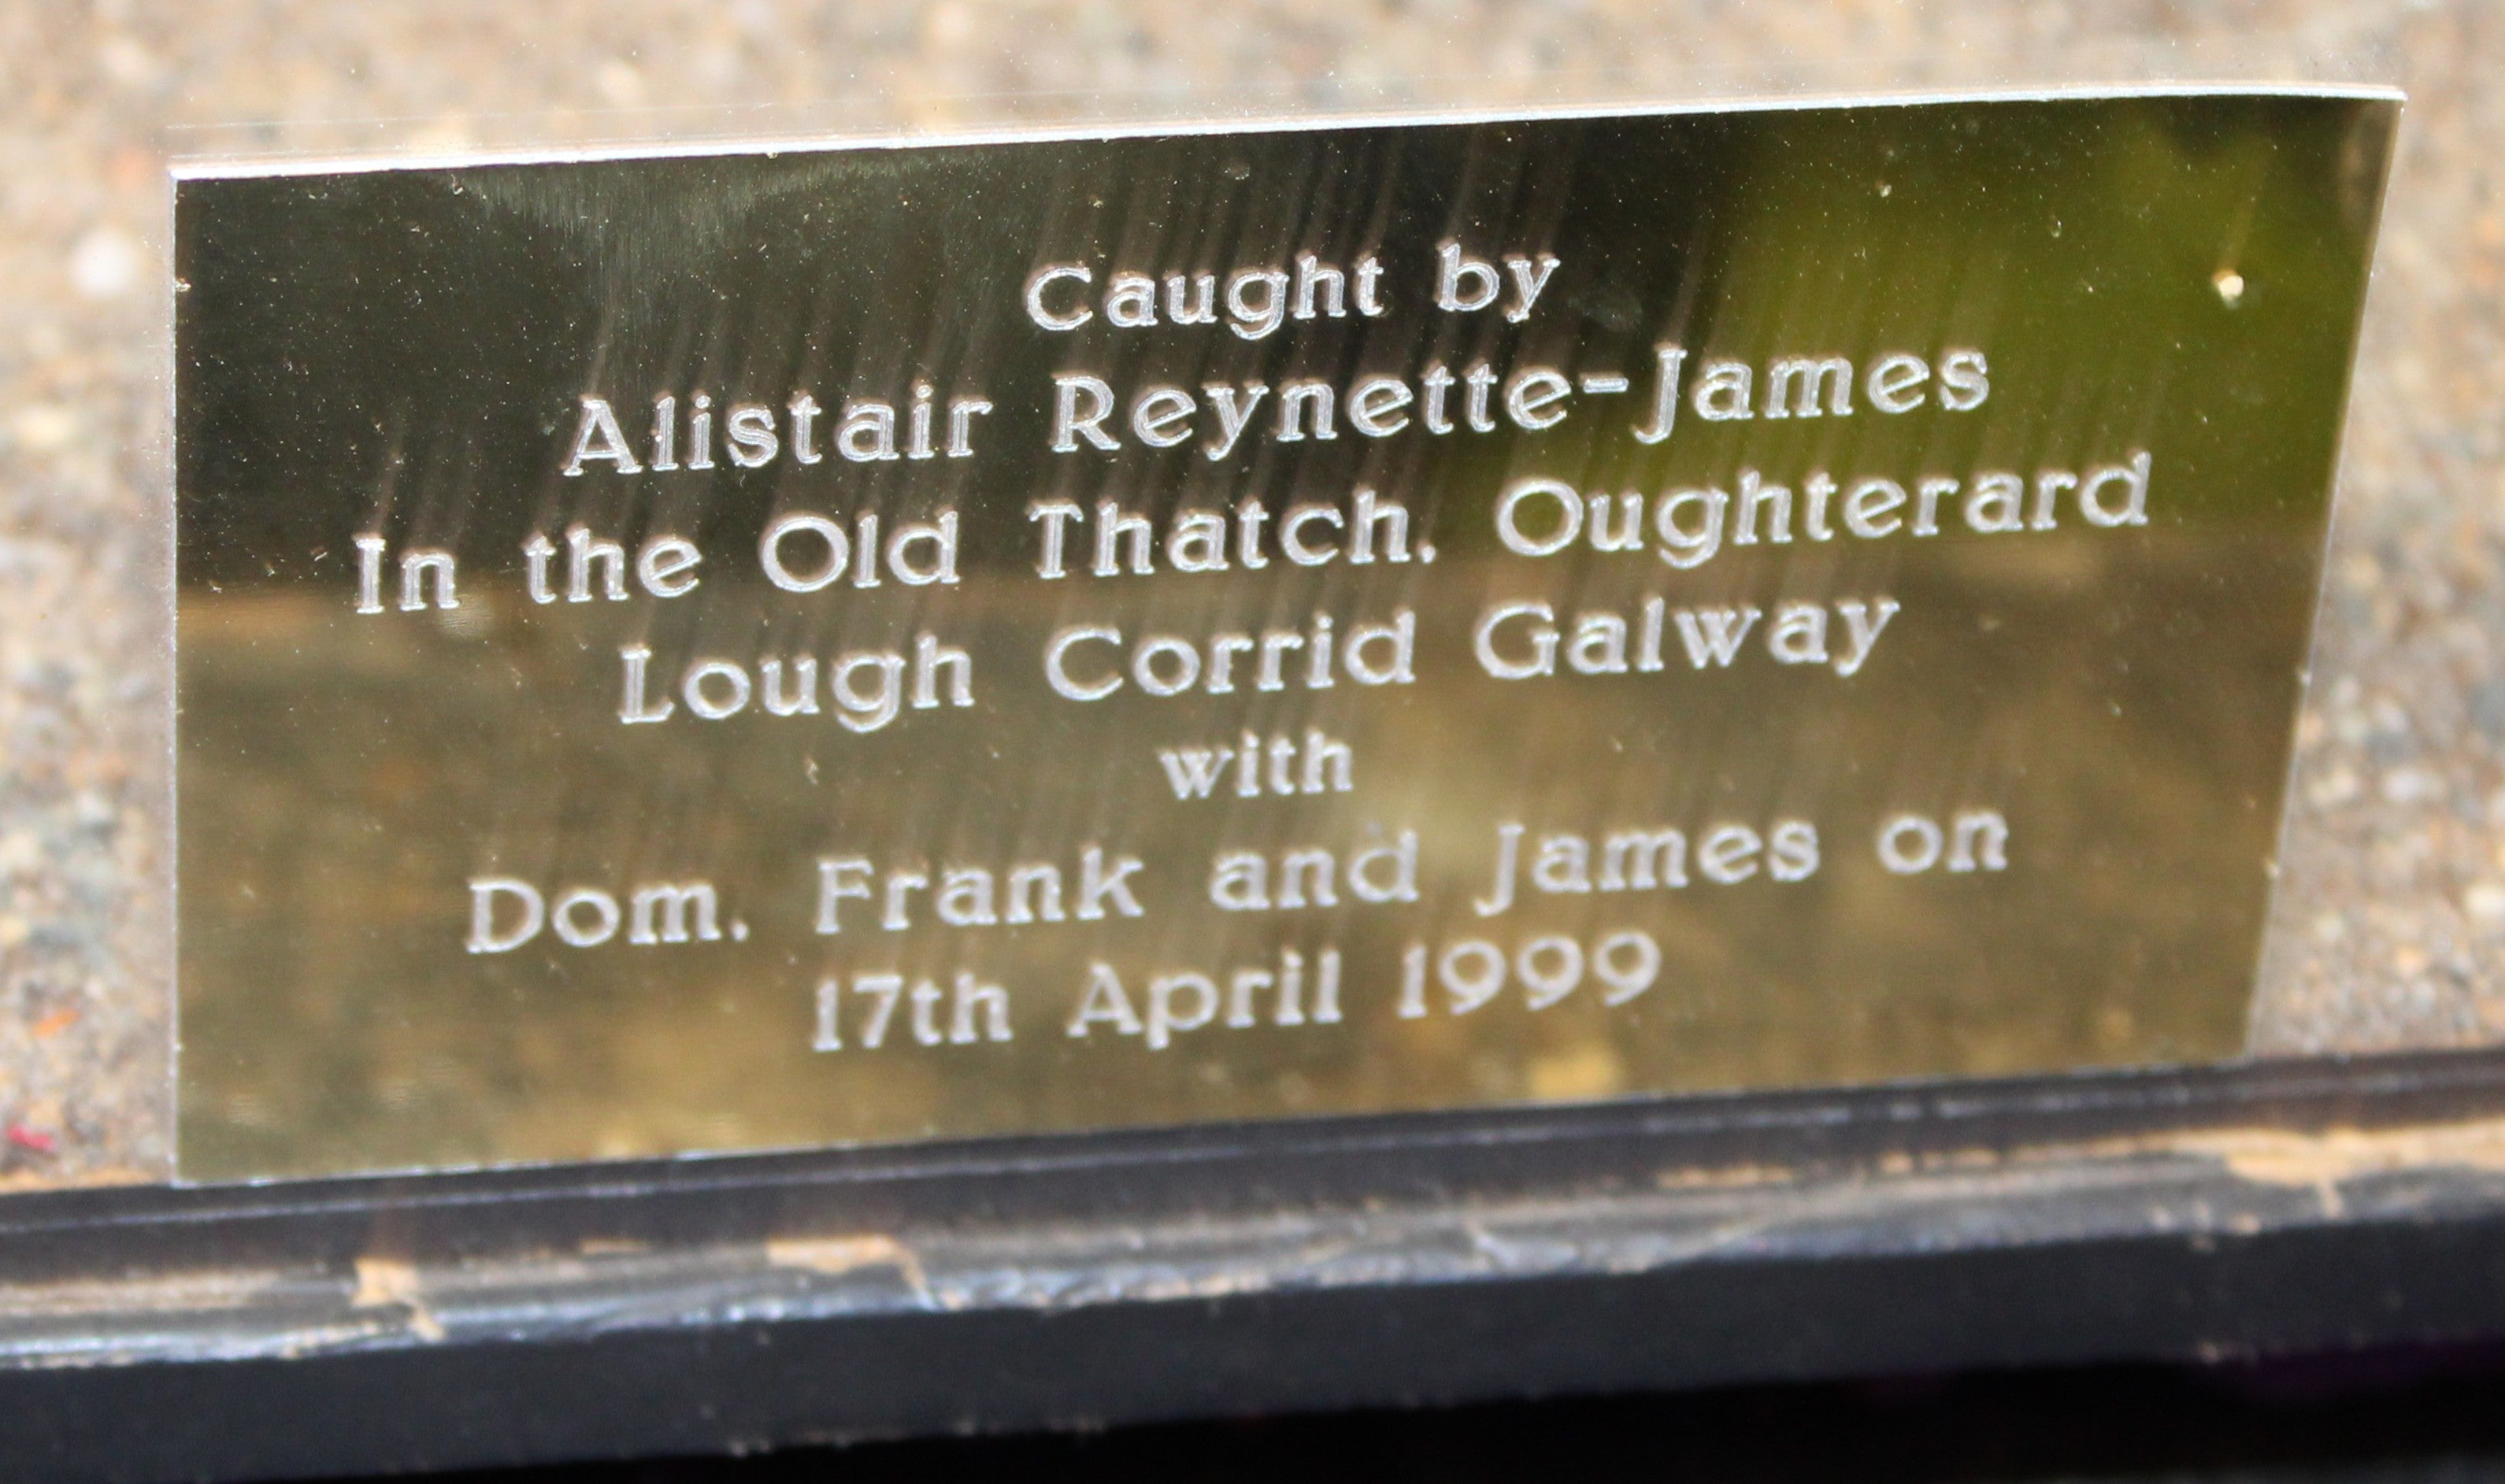 Caught by
Alistair Reynette-James
In the Old Thatch, Oughterard
Lough Corrid Galway
with
Dom, Frank and James on
17th April 1999